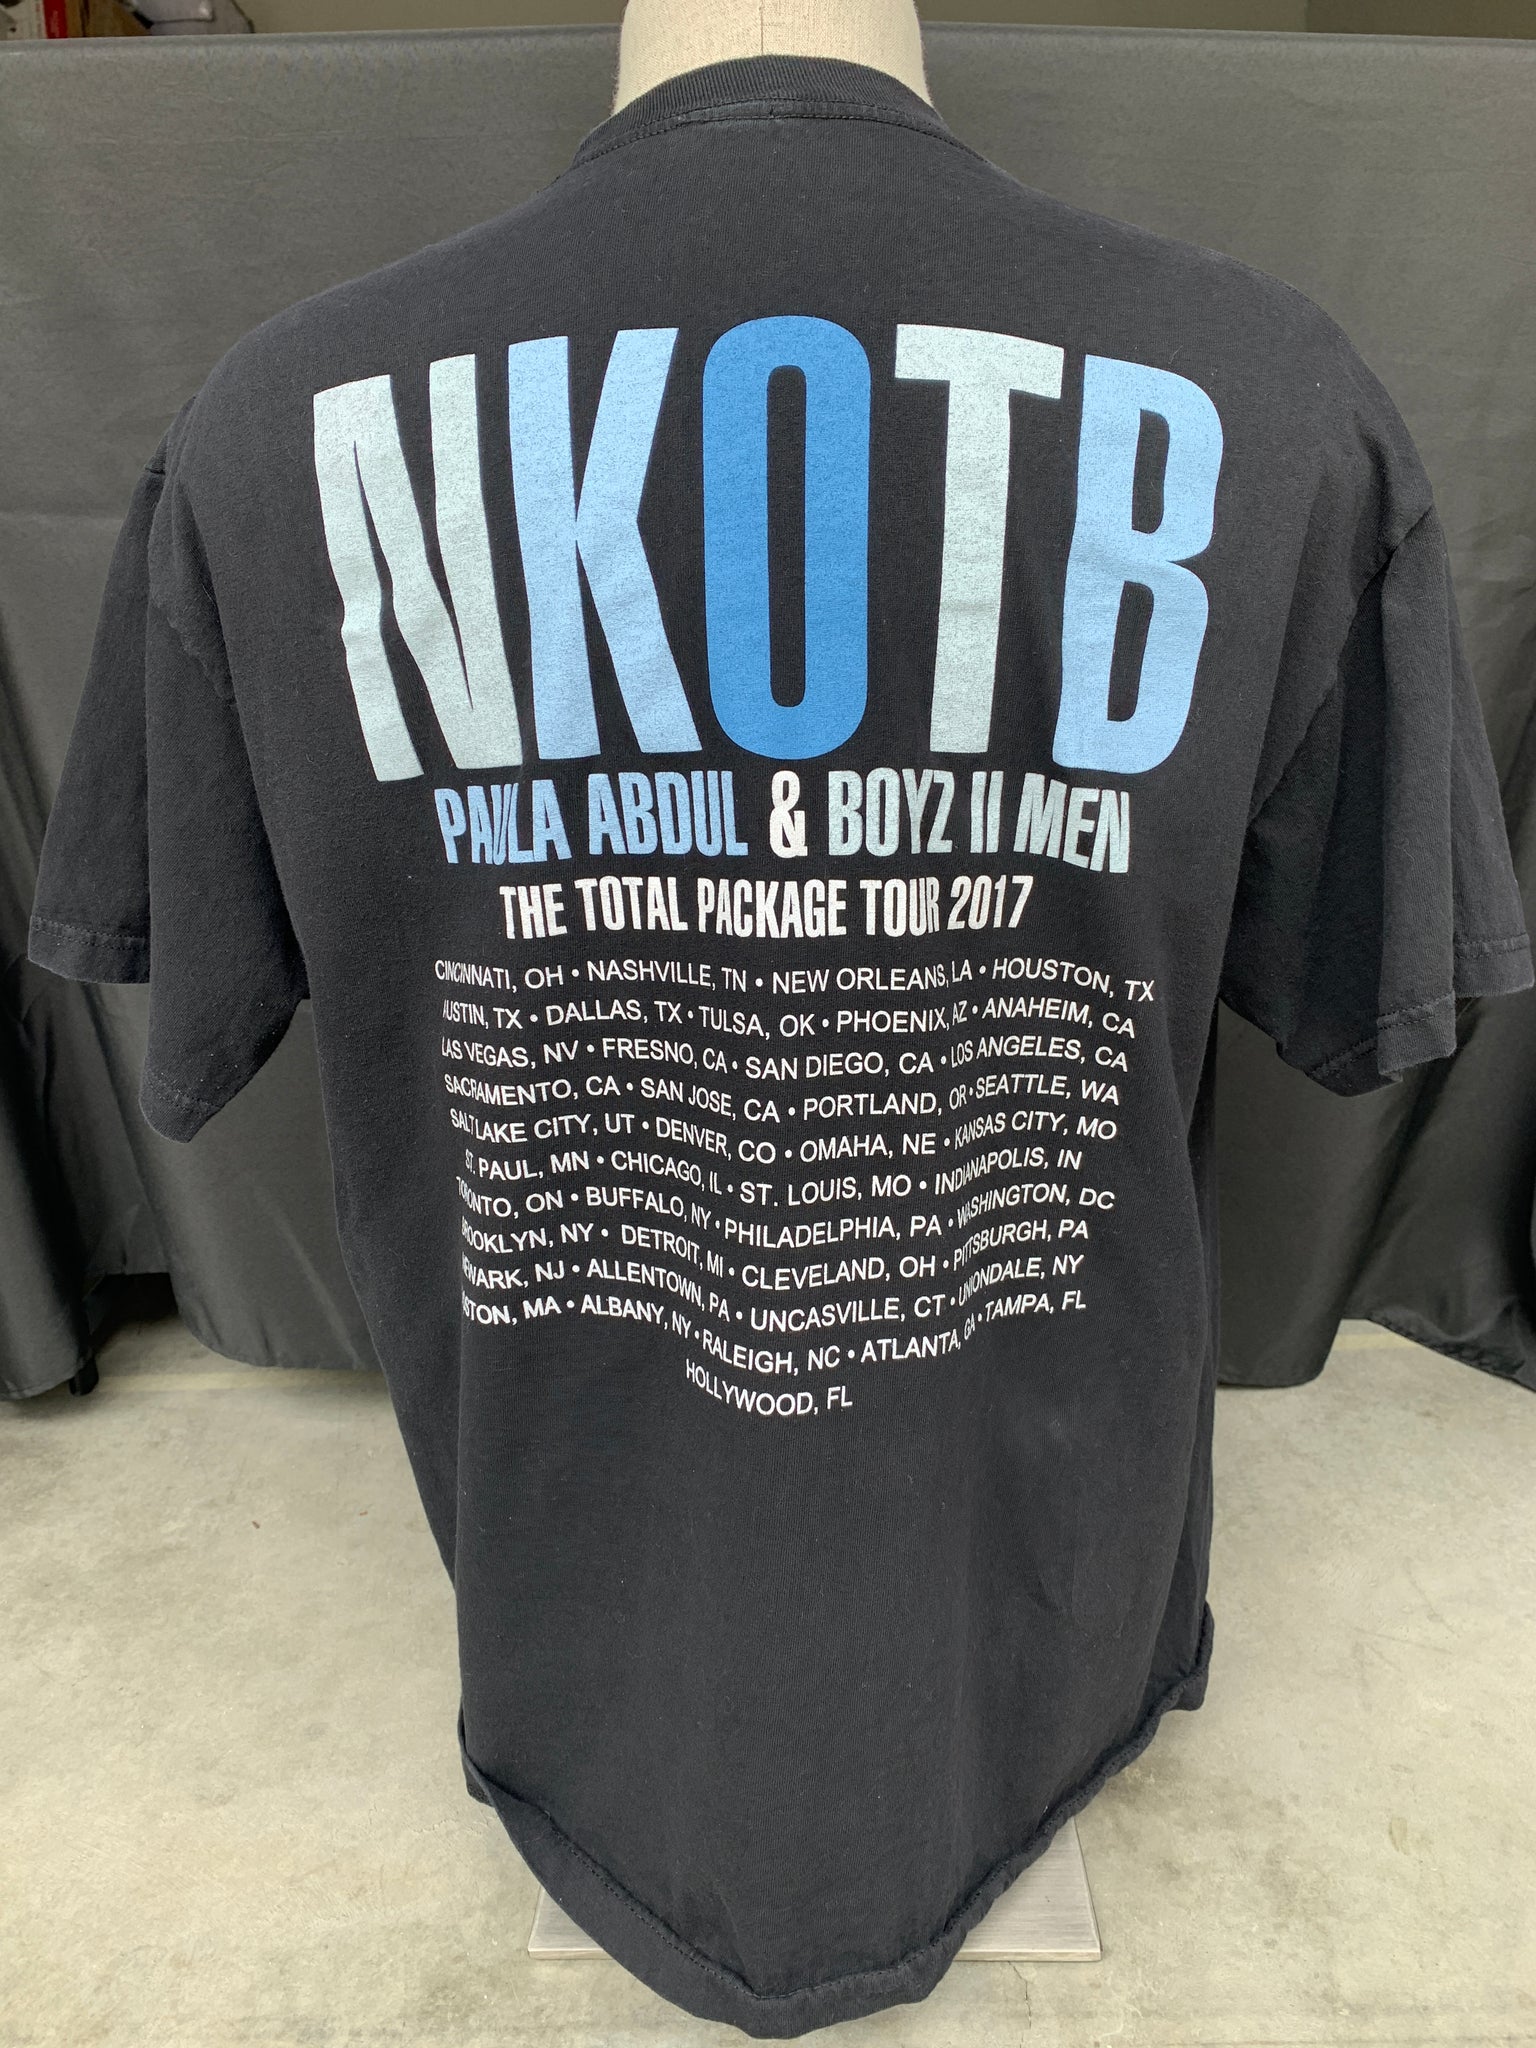 NKOTB
PAULA ABDUL & BOYZ II MEN
THE TOTAL PACKAGE TOUR 2017
CINCINNATI, OH • NASHVILLE, TN • NEW ORLEANS, LA • HOUSTON, TX
AUSTIN, TX • DALLAS, TX • TULSA, OK • PHOENIX, AZ • ANAHEIM, CA
LAS VEGAS, NV • FRESNO, CA • SAN DIEGO, CA • LOS ANGELES, CA
SACRAMENTO, CA • SAN JOSE, CA • PORTLAND, OR • SEATTLE, WA
SALT LAKE CITY, UT • DENVER, CO • OMAHA, NE • KANSAS CITY, MO
ST. PAUL, MN • CHICAGO, IL • ST. LOUIS, MO • INDIANAPOLIS, IN
TORONTO, ON • BUFFALO, NY • PHILADELPHIA, PA • WASHINGTON, DC
BROOKLYN, NY • DETROIT, MI • CLEVELAND, OH • PITTSBURGH, PA
NEWARK, NJ • ALLENTOWN, PA • UNCASVILLE, CT • UNIONDALE, NY
BOSTON, MA • ALBANY, NY • RALEIGH, NC • ATLANTA, GA • TAMPA, FL
HOLLYWOOD, FL